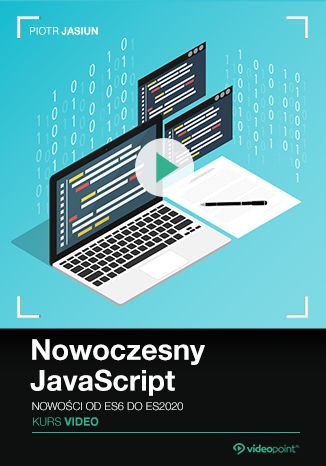 PIOTR JASIUN
Nowoczesny
JavaScript
NOWOŚCI OD ES6 DO ES2020
KURS VIDEO
videopoint